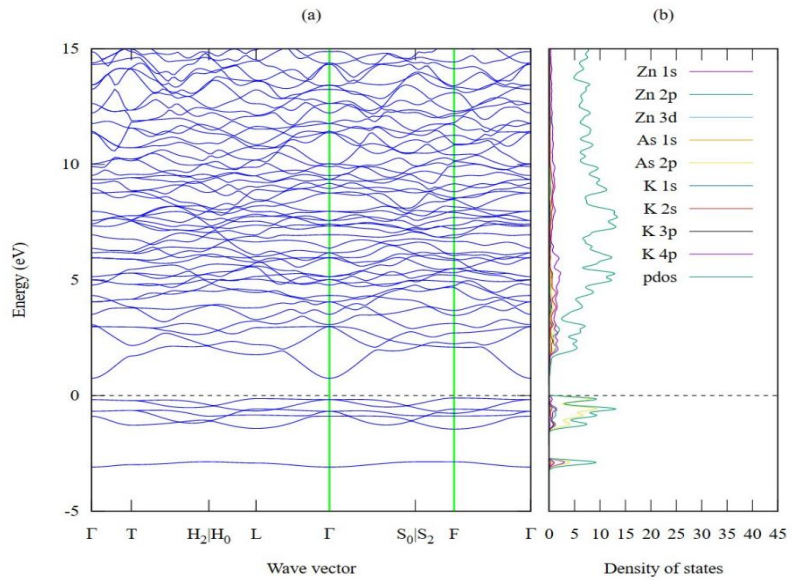 (a)
(b)
15
10
5
0
-5
Energy (eV)
Γ T H₂|H₀ L Γ S₀|S₂ F Γ
Wave vector
Zn 1s
Zn 2p
Zn 3d
As 1s
As 2p
K 1s
K 2s
K 3p
K 4p
pdos
0 5 10 15 20 25 30 35 40 45
Density of states